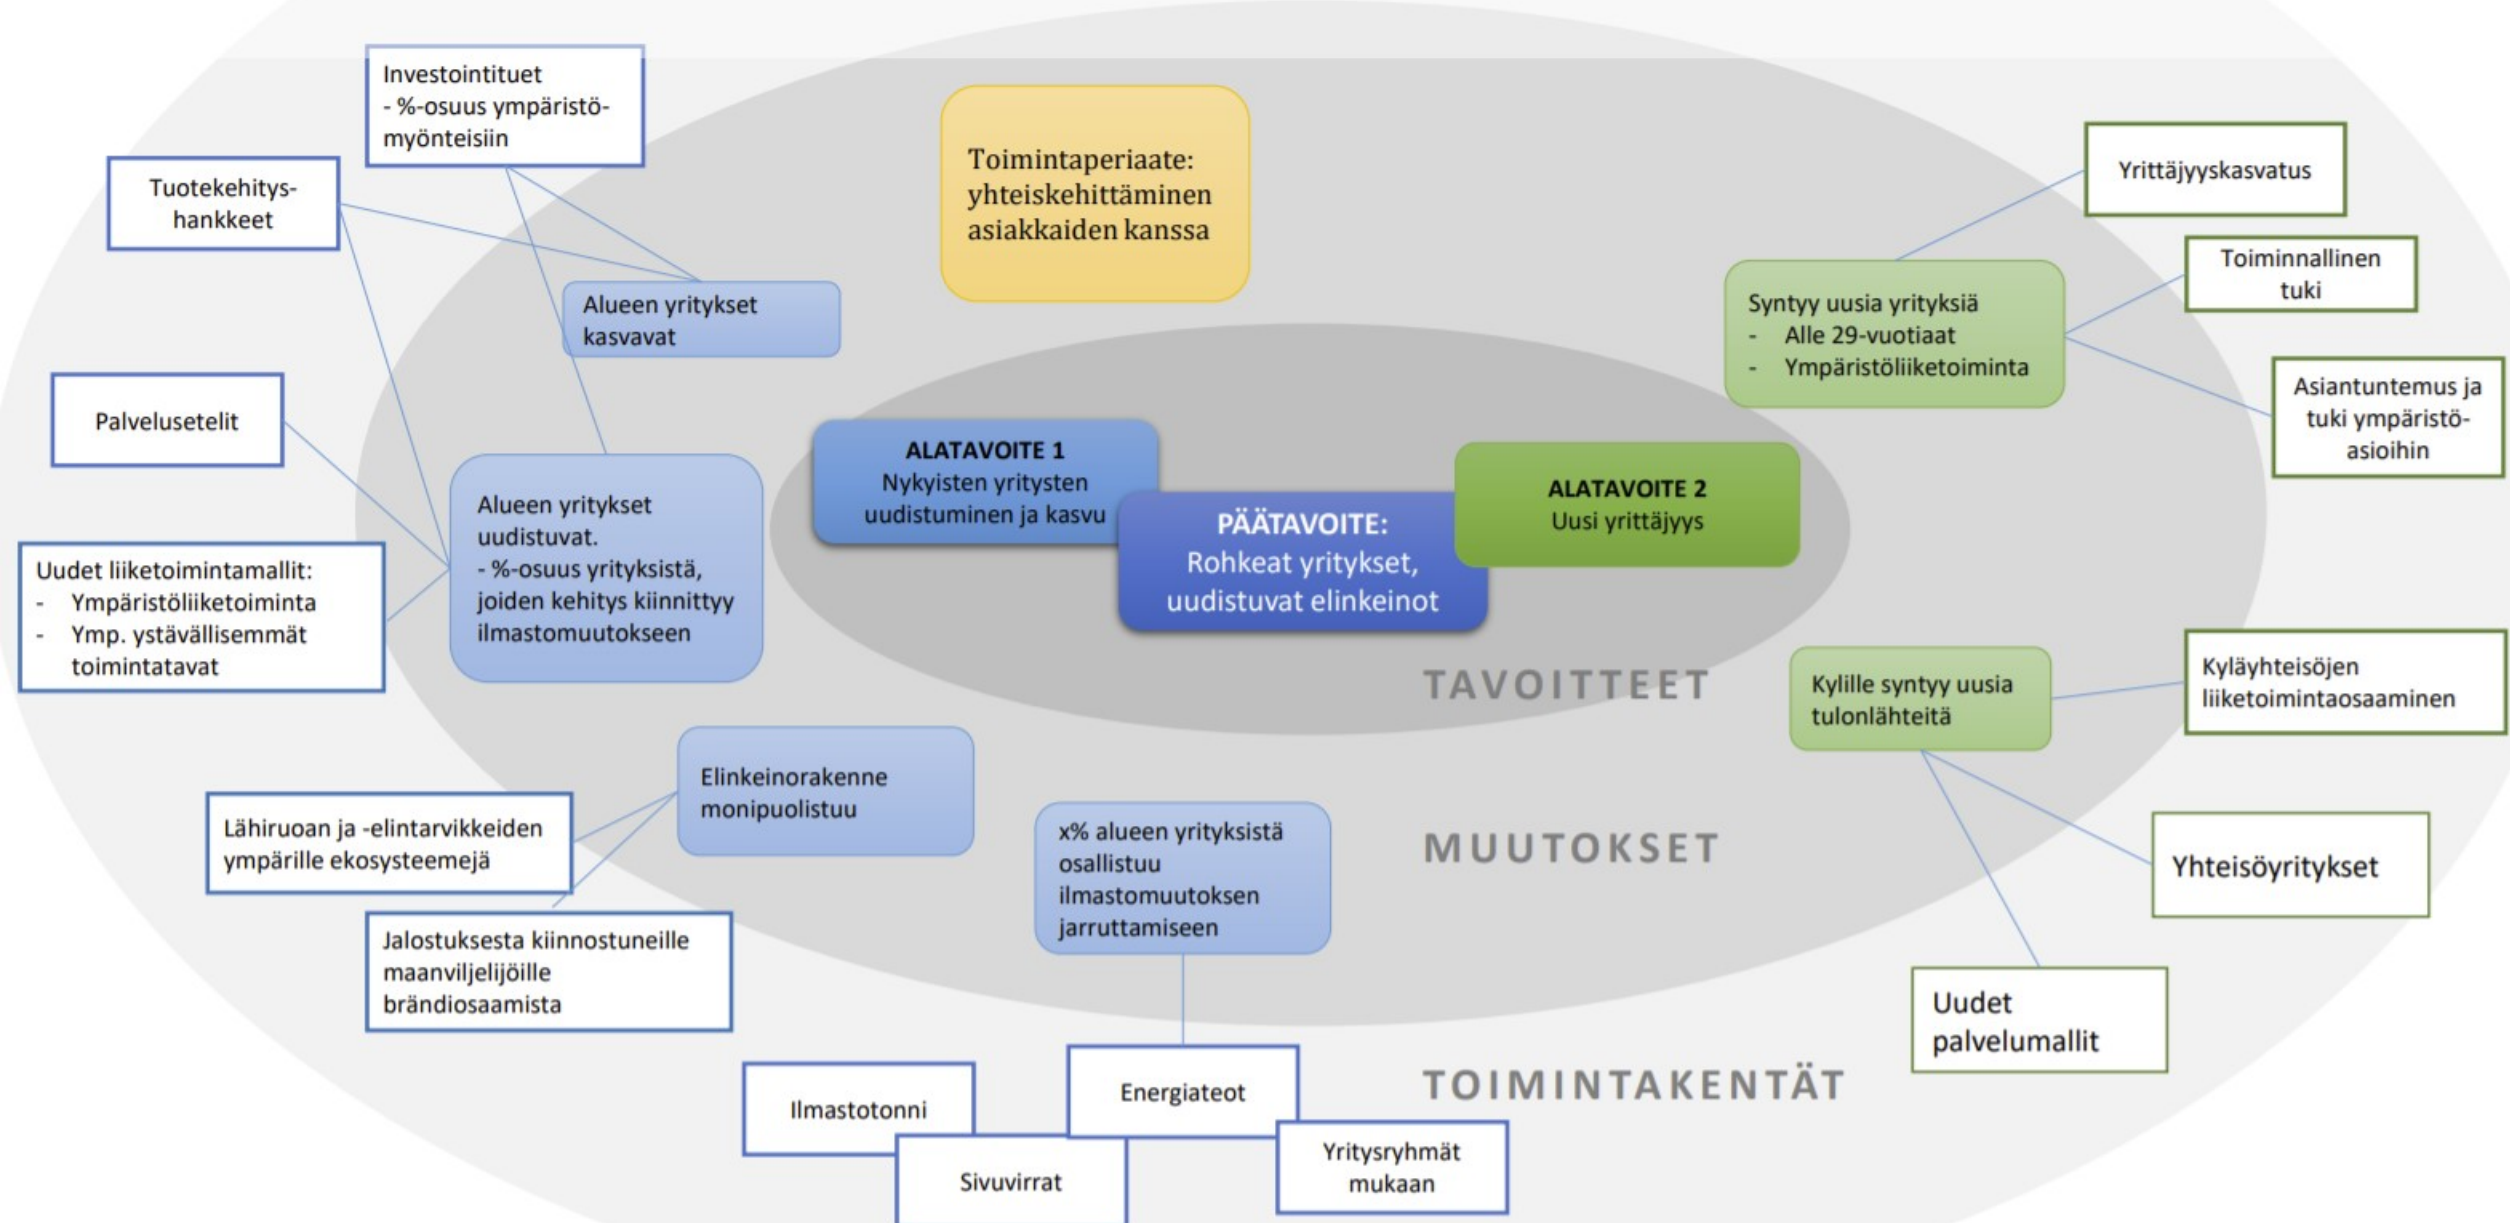 Investointituet
- %-osuus ympäristö-
myönteisiin
Tuotekehitys-
hankkeet
Palvelusetelit
Uudet liiketoimintamallit:
- Ympäristöliiketoiminta
- Ymp. ystävällisemmät
toimintatavat
Alueen yritykset
kasvavat
Alueen yritykset
uudistuvat.
- %-osuus yrityksistä,
joiden kehitys kiinnittyy
ilmastomuutokseen
Toimintaperiaate:
yhteiskehittäminen
asiakkaiden kanssa
ALATAVOITE 1
Nykyisten yritysten
uudistuminen ja kasvu
PÄÄTAVOITE:
Rohkeat yritykset,
uudistuvat elinkeinot
ALATAVOITE 2
Uusi yrittäjyys
Syntyy uusia yrityksiä
- Alle 29-vuotiaat
- Ympäristöliiketoiminta
Yrittäjyyskasvatus
Toiminnallinen
tuki
Asiantuntemus ja
tuki ympäristö-
asioihin
TAVOITTEET
Kylille syntyy uusia
tulonlähteitä
Kyläyhteisöjen
liiketoimintaosaaminen
Yhteisöyritykset
Uudet
palvelumallit
Elinkeinorakenne
monipuolistuu
Lähiruoan ja -elintarvikkeiden
ympärille ekosysteemejä
Jalostuksesta kiinnostuneille
maanviljelijöille
brändiosaamista
x% alueen yrityksistä
osallistuu
ilmastomuutoksen
jarruttamiseen
MUUTOKSET
TOIMINTAKENTÄT
Ilmastotonni
Sivuvirrat
Energiateot
Yritysryhmät
mukaan